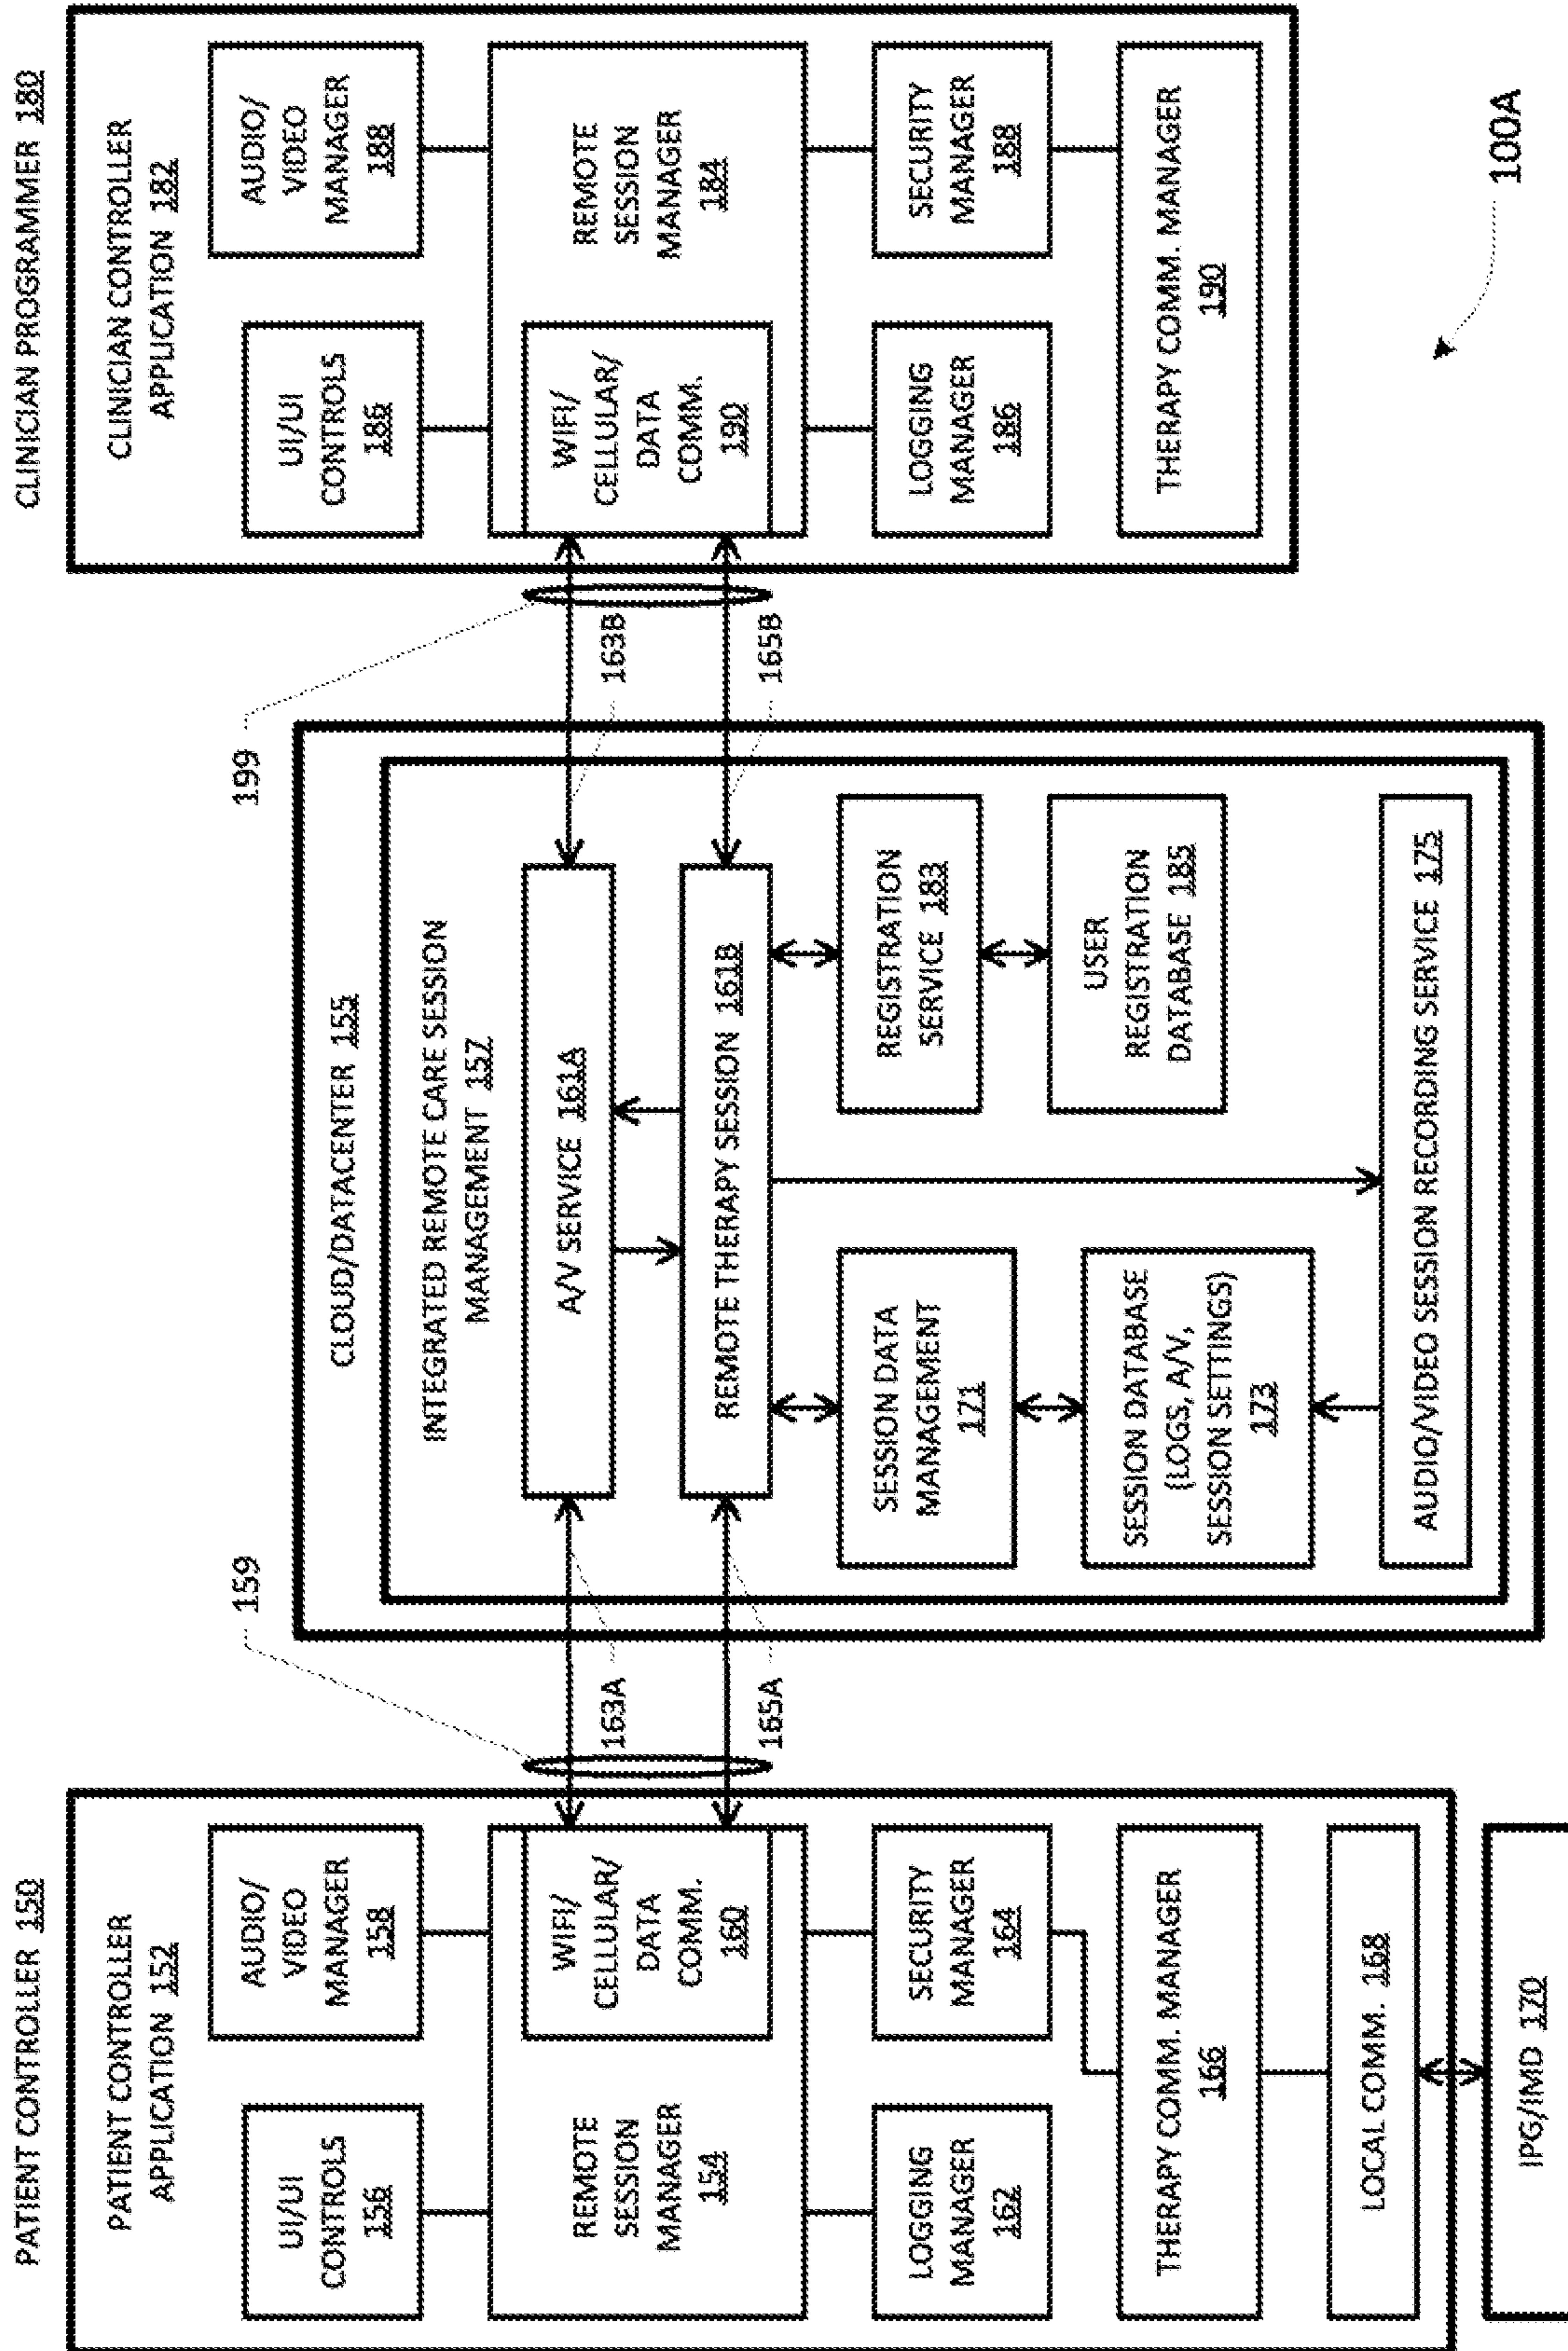 PATIENT CONTROLLER 150
PATIENT CONTROLLER
APPLICATION 152
UI/UI
CONTROLS
156
AUDIO/
VIDEO
MANAGER
158
REMOTE
SESSION
MANAGER
154
WIFI/
CELLULAR/
DATA
COMM.
160
LOGGING
MANAGER
162
SECURITY
MANAGER
164
THERAPY COMM. MANAGER
166
LOCAL COMM. 168
IPG/IMD 170
159
163A
165A
CLOUD/DATACENTER 155
INTEGRATED REMOTE CARE SESSION
MANAGEMENT 157
A/V SERVICE 161A
REMOTE THERAPY SESSION 161B
SESSION DATA
MANAGEMENT
171
REGISTRATION
SERVICE 183
SESSION DATABASE
(LOGS, A/V,
SESSION SETTINGS)
173
USER
REGISTRATION
DATABASE 185
AUDIO/VIDEO SESSION RECORDING SERVICE 175
199
163B
165B
CLINICIAN PROGRAMMER 180
CLINICIAN CONTROLLER
APPLICATION 182
UI/UI
CONTROLS
186
AUDIO/
VIDEO
MANAGER
188
WIFI/
CELLULAR/
DATA
COMM.
190
REMOTE
SESSION
MANAGER
184
LOGGING
MANAGER
186
SECURITY
MANAGER
188
THERAPY COMM. MANAGER
190
100A